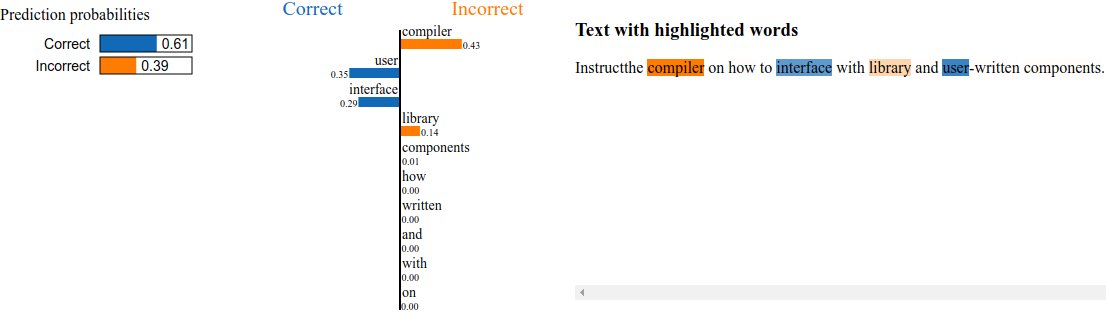 Prediction probabilities
Correct 0.61
Incorrect 0.39
Correct Incorrect
compiler
0.43
user
0.35
interface
0.29
library
0.14
components
0.01
how
0.00
written
0.00
and
0.00
with
0.00
on
0.00
Text with highlighted words
Instructthe compiler on how to interface with library and user-written components.